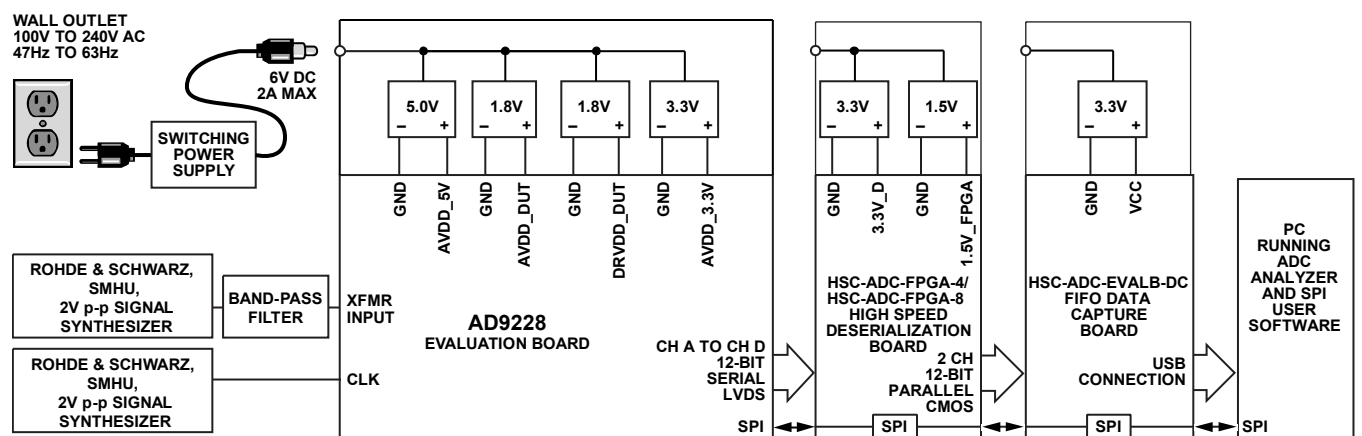 WALL OUTLET
100V TO 240V AC
47Hz TO 63Hz
6V DC
2A MAX
SWITCHING
POWER
SUPPLY
5.0V
– +
1.8V
– +
1.8V
– +
3.3V
– +
3.3V
– +
1.5V
– +
3.3V
– +
GND
AVDD_5V
GND
AVDD_DUT
GND
DRVDD_DUT
GND
AVDD_3.3V
GND
3.3V_D
GND
1.5V_FPGA
GND
VCC
ROHDE & SCHWARZ,
SMHU,
2V p-p SIGNAL
SYNTHESIZER
BAND-PASS
FILTER
XFMR
INPUT
AD9228
EVALUATION BOARD
ROHDE & SCHWARZ,
SMHU,
2V p-p SIGNAL
SYNTHESIZER
CLK
CH A TO CH D
12-BIT
SERIAL
LVDS
SPI
HSC-ADC-FPGA-4/
HSC-ADC-FPGA-8
HIGH SPEED
DESERIALIZATION
BOARD
2 CH
12-BIT
PARALLEL
CMOS
SPI
HSC-ADC-EVALB-DC
FIFO DATA
CAPTURE
BOARD
USB
CONNECTION
SPI
PC
RUNNING
ADC
ANALYZER
AND SPI
USER
SOFTWARE
SPI